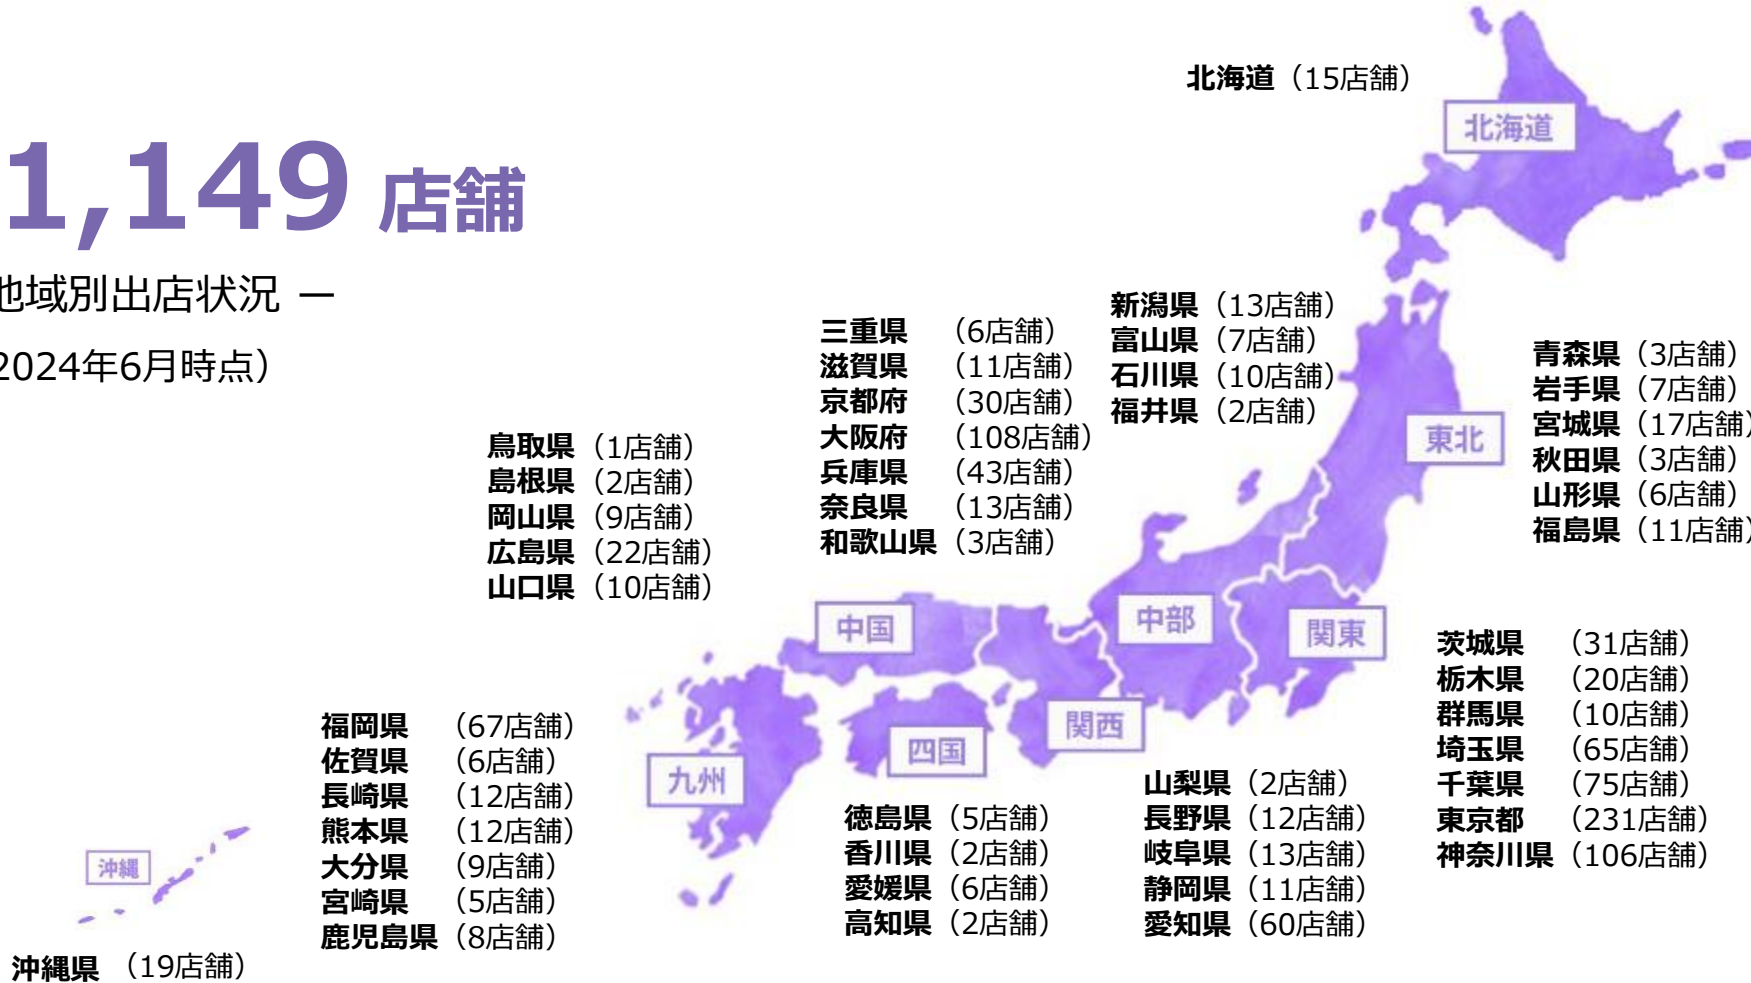 1,149 店舗
地域別出店状況 ー
2024年6月時点）
北海道（15店舗）
北海道
新潟県（13店舗）
富山県（7店舗）
石川県（10店舗）
福井県（2店舗）
三重県（6店舗）
滋賀県（11店舗）
京都府（30店舗）
大阪府（108店舗）
兵庫県（43店舗）
奈良県（13店舗）
和歌山県（3店舗）
青森県（3店舗）
岩手県（7店舗）
宮城県（17店舗）
秋田県（3店舗）
山形県（6店舗）
福島県（11店舗）
東北
鳥取県（1店舗）
島根県（2店舗）
岡山県（9店舗）
広島県（22店舗）
山口県（10店舗）
中国
中部
関東
茨城県（31店舗）
栃木県（20店舗）
群馬県（10店舗）
埼玉県（65店舗）
千葉県（75店舗）
東京都（231店舗）
神奈川県（106店舗）
関西
四国
九州
福岡県（67店舗）
佐賀県（6店舗）
長崎県（12店舗）
熊本県（12店舗）
大分県（9店舗）
宮崎県（5店舗）
鹿児島県（8店舗）
徳島県（5店舗）
香川県（2店舗）
愛媛県（6店舗）
高知県（2店舗）
山梨県（2店舗）
長野県（12店舗）
岐阜県（13店舗）
静岡県（11店舗）
愛知県（60店舗）
沖縄
沖縄県（19店舗）